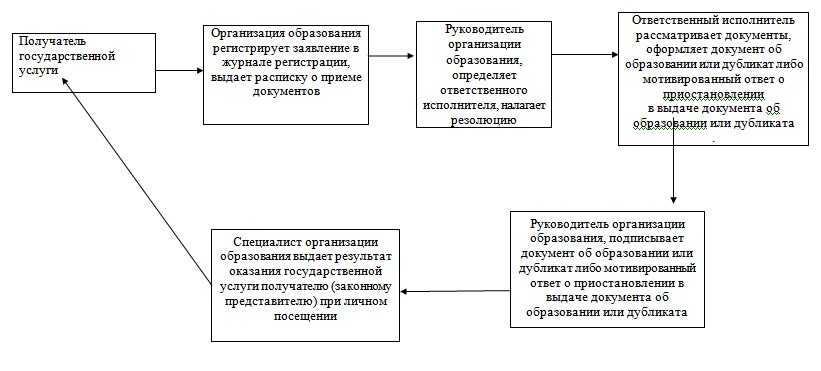 Получатель
государственной
услуги
Организация образования
регистрирует заявление в
журнале регистрации,
выдает расписку о приеме
документов
Руководитель
организации
образования,
определяет
ответственного
исполнителя, налагает
резолюцию
Ответственный исполнитель
рассматривает документы,
оформляет документ об
образовании или дубликат либо
мотивированный ответ о
приостановлении
в выдаче документа об
образовании или дубликата
.
Руководитель организации
образования, подписывает
документ об образовании или
дубликат либо мотивированный
ответ о приостановлении в
выдаче документа об
образовании или дубликата
Специалист организации
образования выдает результат
оказания государственной
услуги получателю (законному
представителю) при личном
посещении